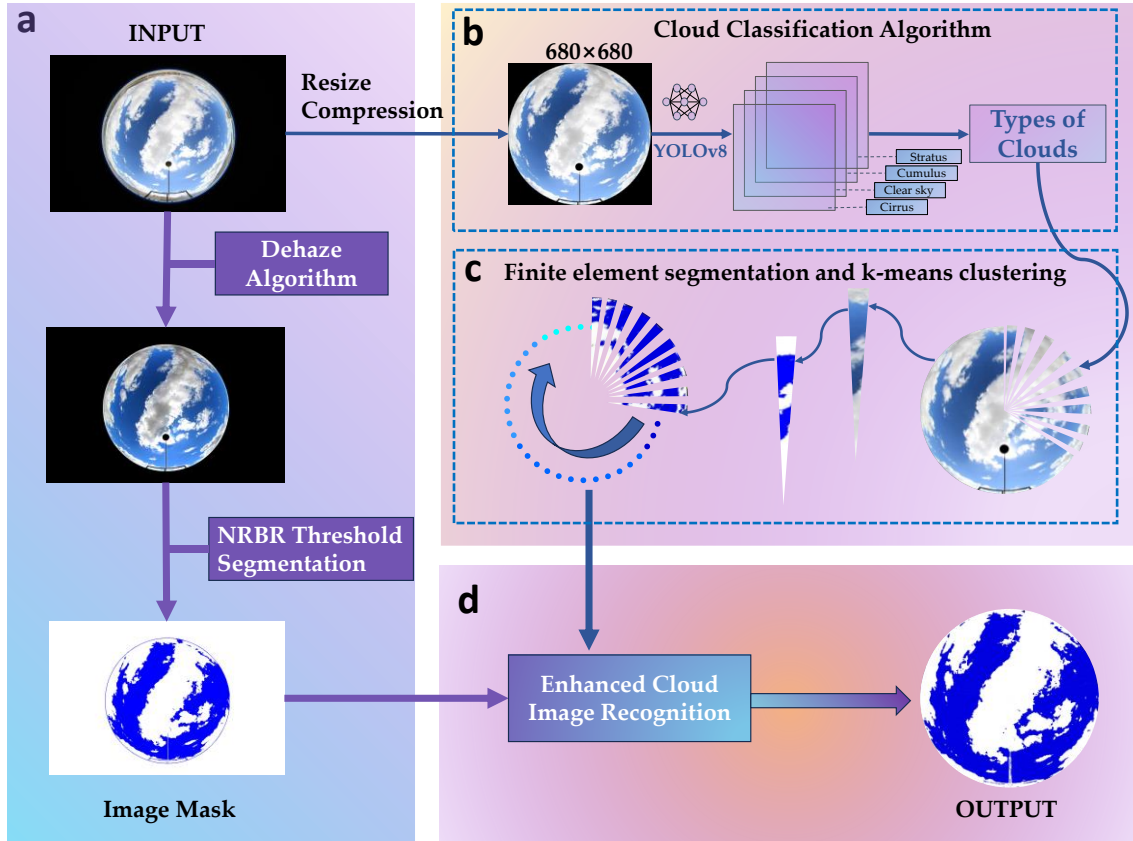 a
INPUT
Resize
Compression
Dehaze
Algorithm
NRBR Threshold
Segmentation
Image Mask
b
Cloud Classification Algorithm
680×680
YOLOv8
Stratus
Cumulus
Clear sky
Cirrus
Types of
Clouds
c
Finite element segmentation and k-means clustering
d
Enhanced Cloud
Image Recognition
OUTPUT